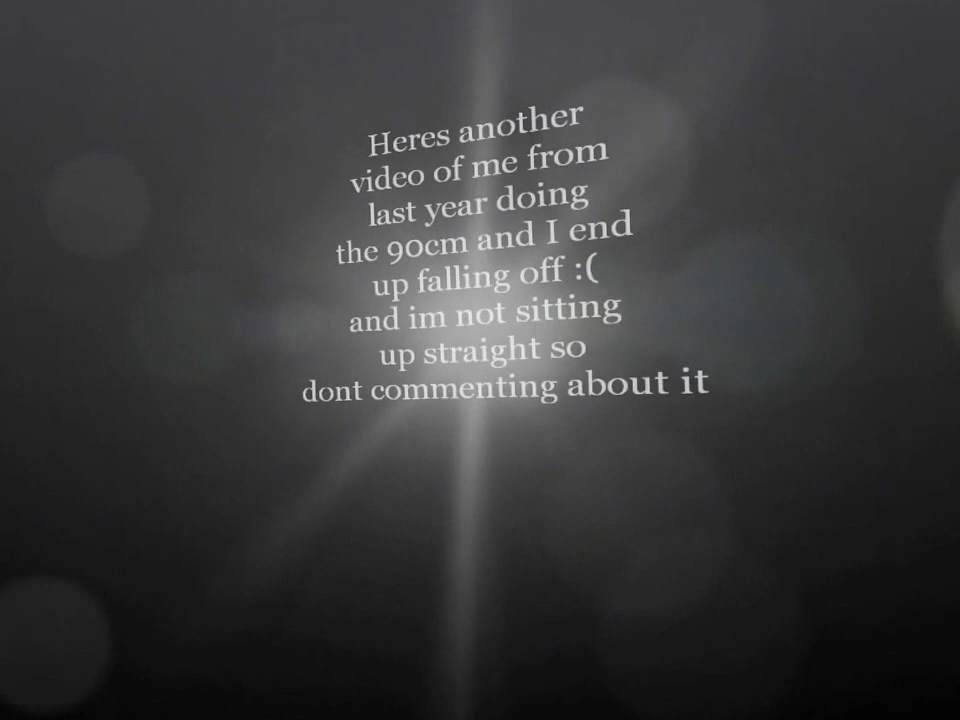 Heres another
video of me from
last year doing
the 90cm and I end
up falling off :(
and im not sitting
up straight so
dont commenting about it